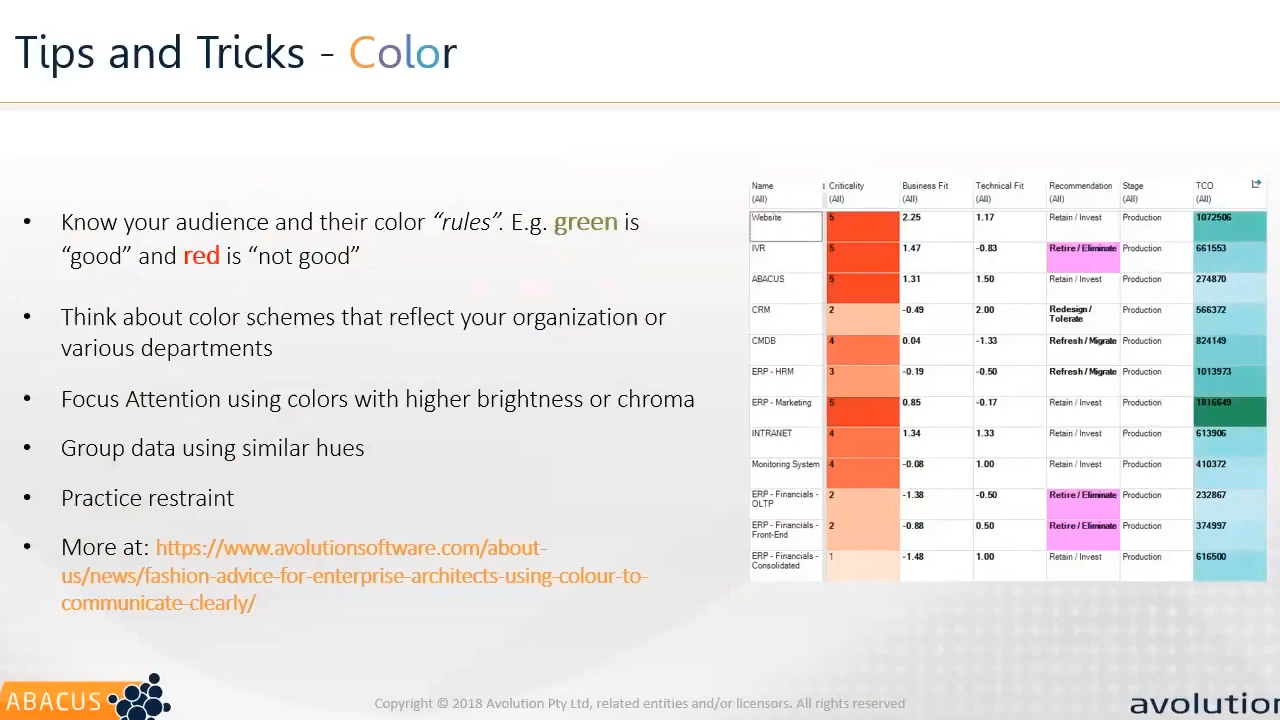 Tips and Tricks - Color
• Know your audience and their color “rules”. E.g. green is
“good” and red is “not good”
• Think about color schemes that reflect your organization or
various departments
• Focus Attention using colors with higher brightness or chroma
• Group data using similar hues
• Practice restraint
• More at: https://www.avolutionsoftware.com/about-
us/news/fashion-advice-for-enterprise-architects-using-colour-to-
communicate-clearly/
Name Criticality Business Fit Technical Fit Recommendation Stage TCO
(All) (All) (All) (All) (All) (All) (All)
Website 5 2.25 1.17 Retain / Invest Production 1072506
IVR 5 1.47 -0.83 Retire / Eliminate Production 661553
ABACUS 5 1.31 1.50 Retain / Invest Production 274870
CRM 2 -0.49 2.00 Redesign / Production 566372
Tolerate
CMDB 4 0.04 -1.33 Refresh / Migrate Production 824149
ERP - HRM 3 -0.19 -0.50 Refresh / Migrate Production 1013973
ERP - Marketing 5 0.85 -0.17 Retain / Invest Production 1816649
INTRANET 4 1.34 1.33 Retain / Invest Production 613906
Monitoring System 4 -0.08 1.00 Retain / Invest Production 410372
ERP - Financials - 2 -1.38 -0.50 Retire / Eliminate Production 232867
OLTP
ERP - Financials - 2 -0.88 0.50 Retire / Eliminate Production 374997
Front-End
ERP - Financials - 1 -1.48 1.00 Retain / Invest Production 616500
Consolidated
ABACUS
Copyright © 2018 Avolution Pty Ltd, related entities and/or licensors. All rights reserved
avolution